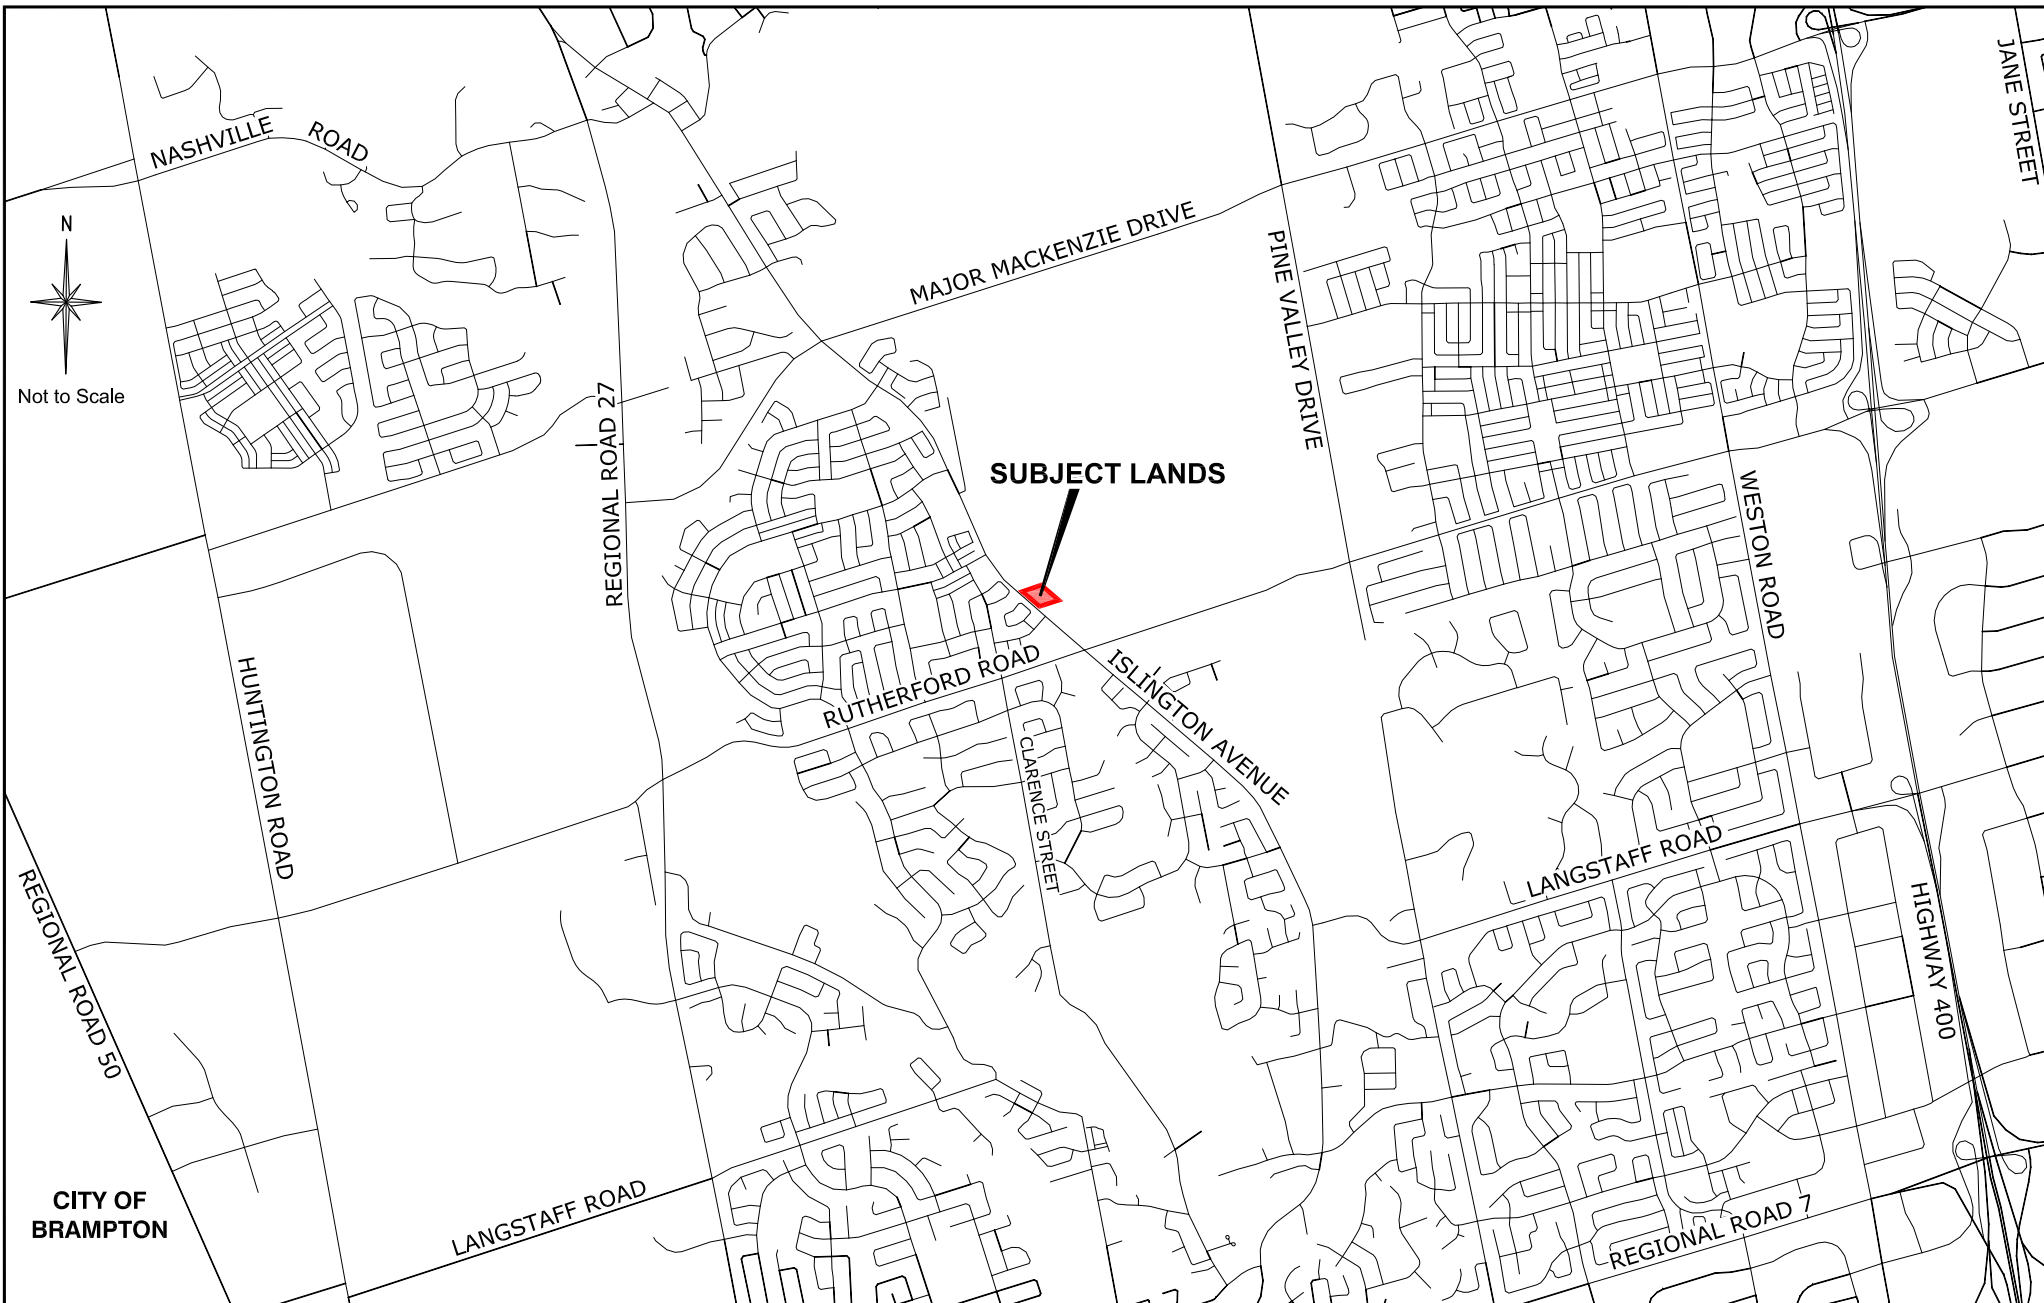 JANE STREET
NASHVILLE ROAD
N
Not to Scale
MAJOR MACKENZIE DRIVE
PINE VALLEY DRIVE
REGIONAL ROAD 27
SUBJECT LANDS
WESTON ROAD
HUNTINGTON ROAD
RUTHERFORD ROAD
ISLINGTON AVENUE
CLARENCE STREET
LANGSTAFF ROAD
REGIONAL ROAD 50
HIGHWAY 400
CITY OF
BRAMPTON
LANGSTAFF ROAD
REGIONAL ROAD 7